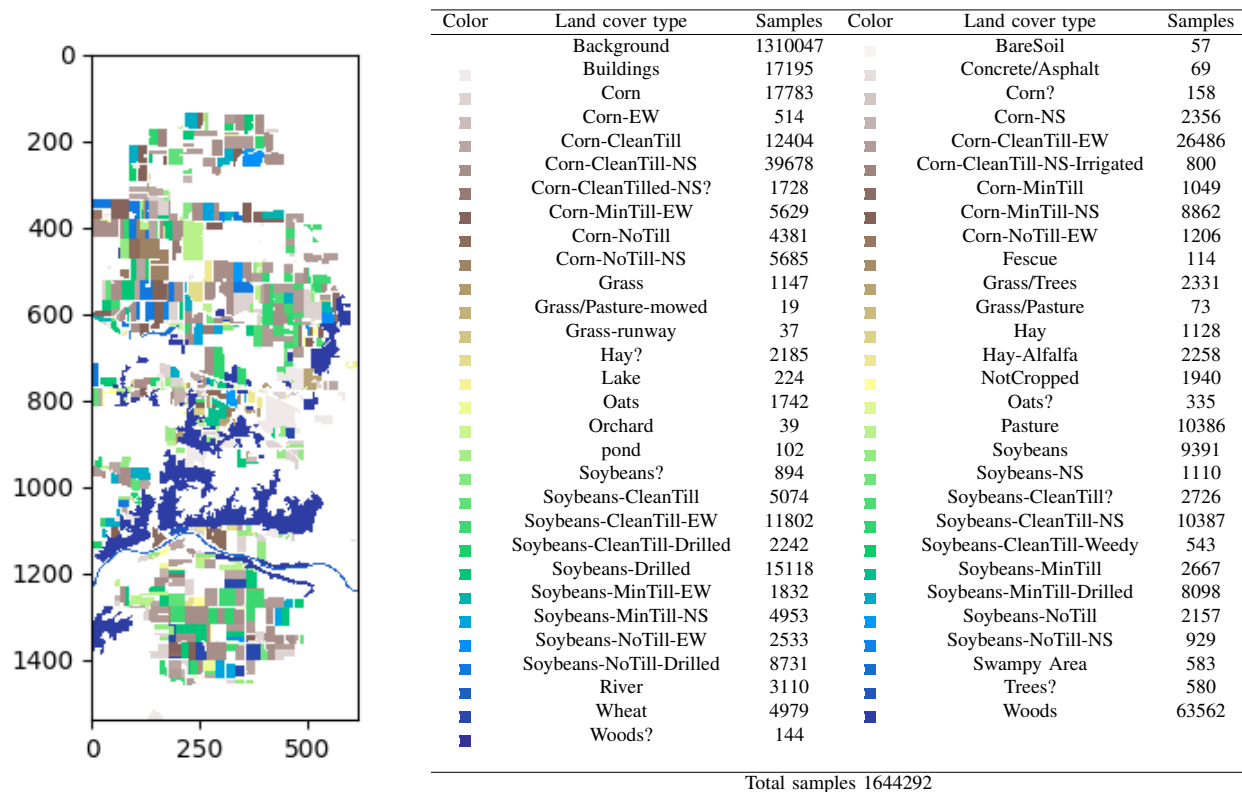 Color Land cover type Samples Color Land cover type Samples
Background 1310047 BareSoil 57
Buildings 17195 Concrete/Asphalt 69
Corn 17783 Corn? 158
Corn-EW 514 Corn-NS 2356
Corn-CleanTill 12404 Corn-CleanTill-EW 26486
Corn-CleanTill-NS 39678 Corn-CleanTill-NS-Irrigated 800
Corn-CleanTilled-NS? 1728 Corn-MinTill 1049
Corn-MinTill-EW 5629 Corn-MinTill-NS 8862
Corn-NoTill 4381 Corn-NoTill-EW 1206
Corn-NoTill-NS 5685 Fescue 114
Grass 1147 Grass/Trees 2331
Grass/Pasture-mowed 19 Grass/Pasture 73
Grass-runway 37 Hay 1128
Hay? 2185 Hay-Alfalfa 2258
Lake 224 NotCropped 1940
Oats 1742 Oats? 335
Orchard 39 Pasture 10386
pond 102 Soybeans 9391
Soybeans? 894 Soybeans-NS 1110
Soybeans-CleanTill 5074 Soybeans-CleanTill? 2726
Soybeans-CleanTill-EW 11802 Soybeans-CleanTill-NS 10387
Soybeans-CleanTill-Drilled 2242 Soybeans-CleanTill-Weedy 543
Soybeans-Drilled 15118 Soybeans-MinTill 2667
Soybeans-MinTill-EW 1832 Soybeans-MinTill-Drilled 8098
Soybeans-MinTill-NS 4953 Soybeans-NoTill 2157
Soybeans-NoTill-EW 2533 Soybeans-NoTill-NS 929
Soybeans-NoTill-Drilled 8731 Swampy Area 583
River 3110 Trees? 580
Wheat 4979 Woods 63562
Woods? 144
Total samples 1644292
0
200
400
600
800
1000
1200
1400
0 250 500